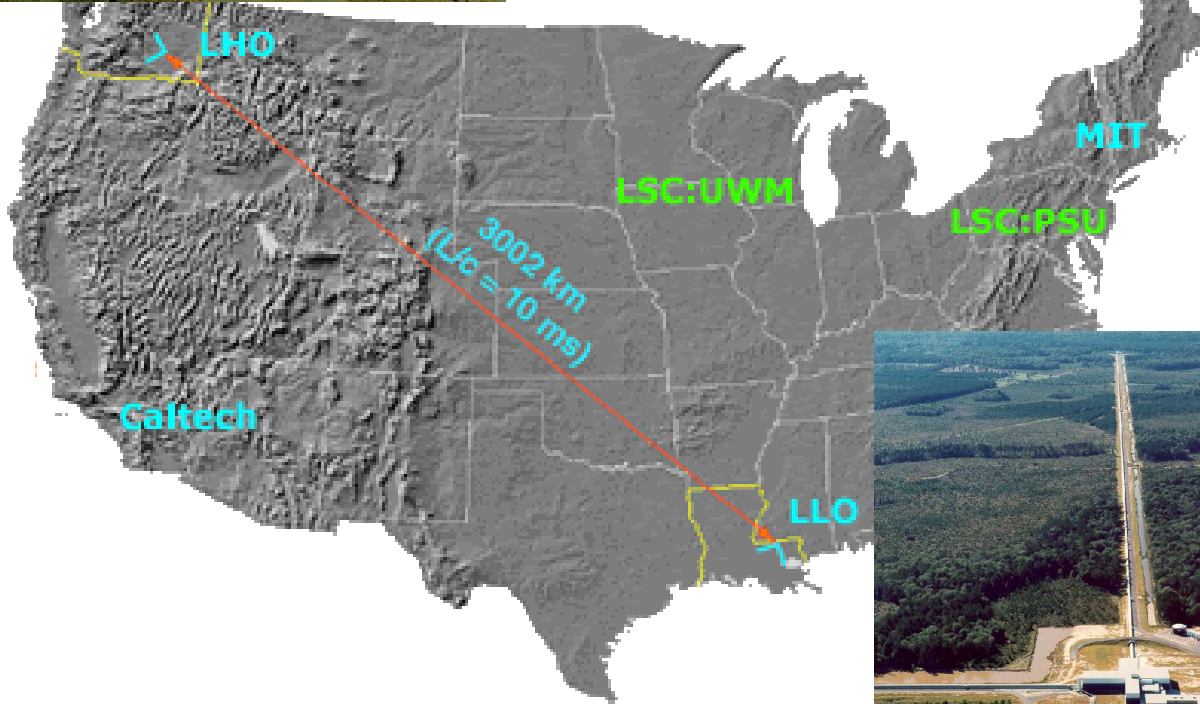 LHO
MIT
LSC:UWM
LSC:PSU
3002 km
(L/c = 10 ms)
Caltech
LLO